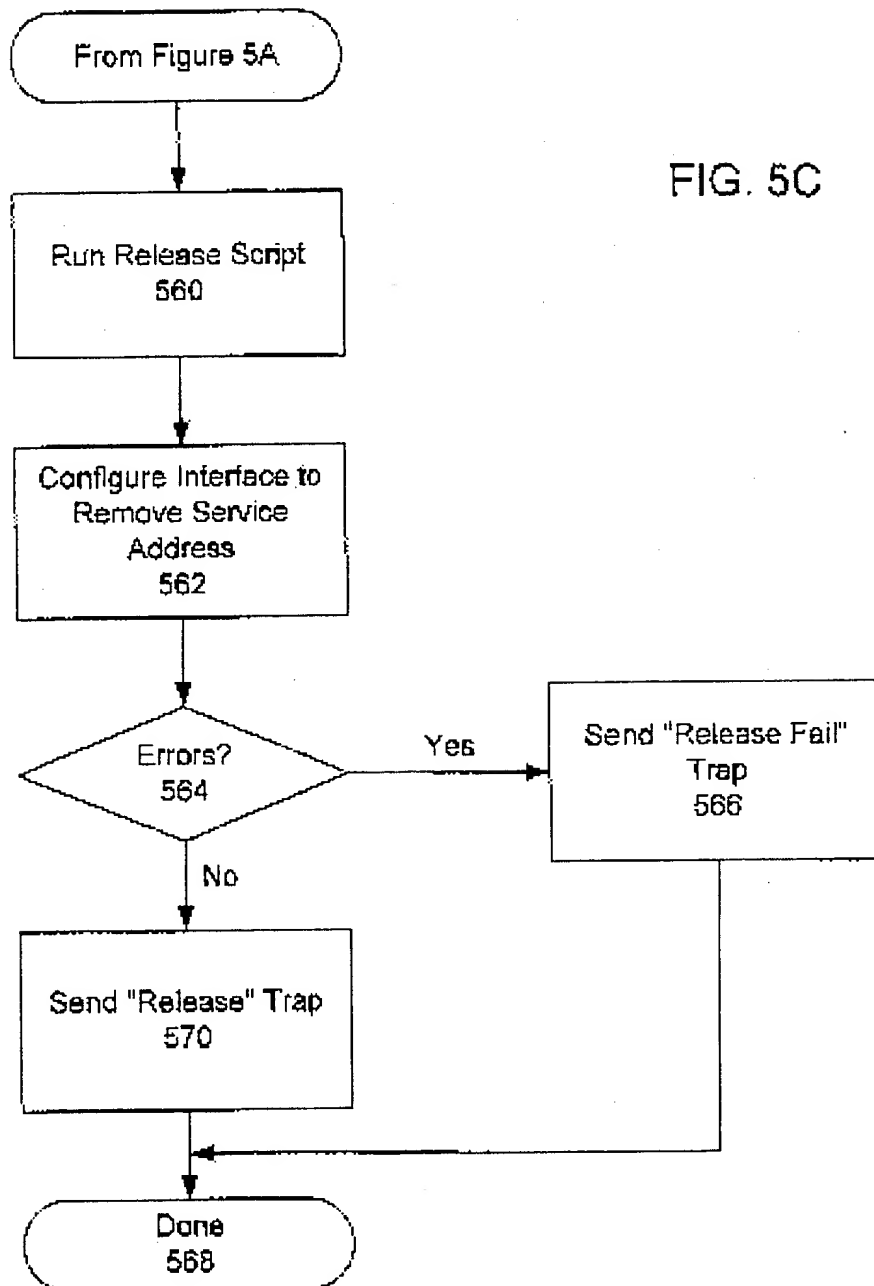 From Figure 5A
FIG. 5C
Run Release Script
560
Configure Interface to
Remove Service
Address
562
Errors?
564
Yes
Send "Release Fail"
Trap
566
No
Send "Release" Trap
570
Done
568